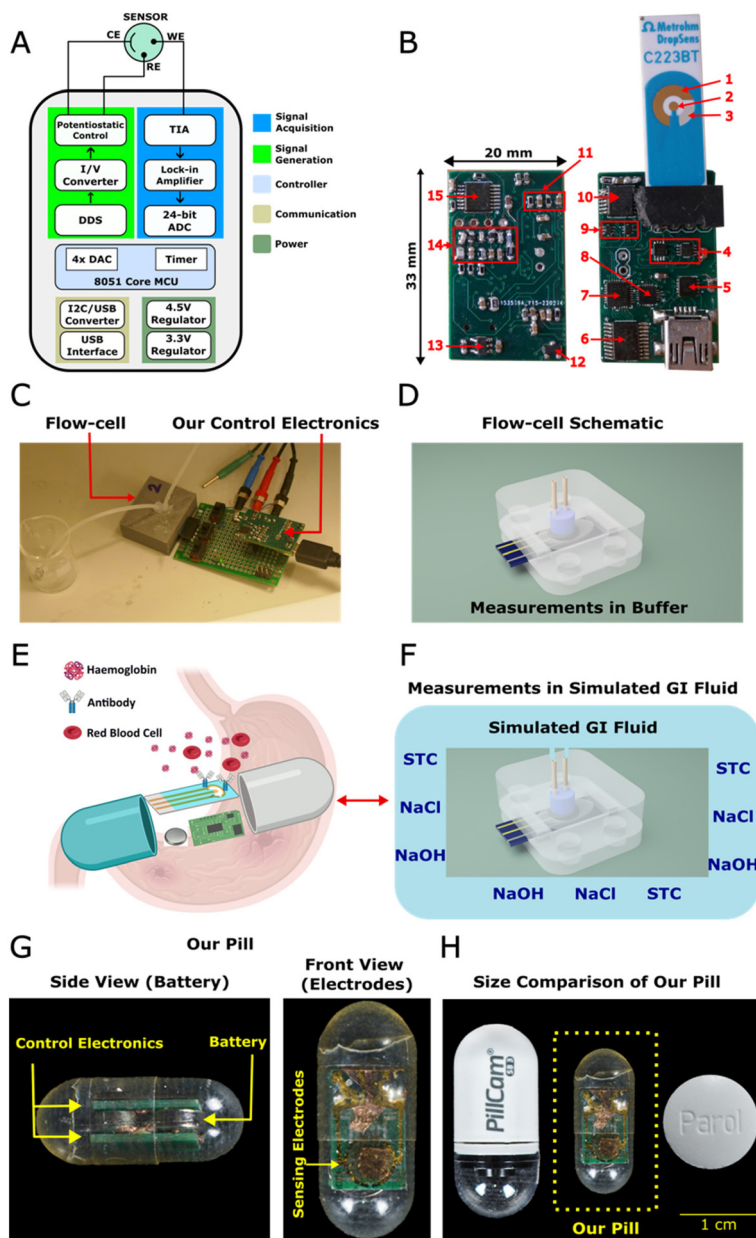 A
SENSOR
CE
WE
RE
Potentiostatic
Control
I/V
Converter
DDS
TIA
Lock-in
Amplifier
24-bit
ADC
4x DAC
Timer
8051 Core MCU
I2C/USB
Converter
USB
Interface
4.5V
Regulator
3.3V
Regulator
Signal
Acquisition
Signal
Generation
Controller
Communication
Power
B
Metrohm
DropSens
C223BT
1
2
3
20 mm
11
33 mm
15
14
13
12
10
9
8
7
6
4
5
C
Flow-cell
Our Control Electronics
2
D
Flow-cell Schematic
Measurements in Buffer
E
Haemoglobin
Antibody
Red Blood Cell
F
Measurements in Simulated GI Fluid
Simulated GI Fluid
STC
NaCl
NaOH
STC
NaCl
NaOH
NaOH
NaCl
STC
G
Our Pill
Side View (Battery)
Front View
(Electrodes)
Control Electronics
Battery
Sensing Electrodes
H
Size Comparison of Our Pill
PillCam®
Parol
Our Pill
1 cm